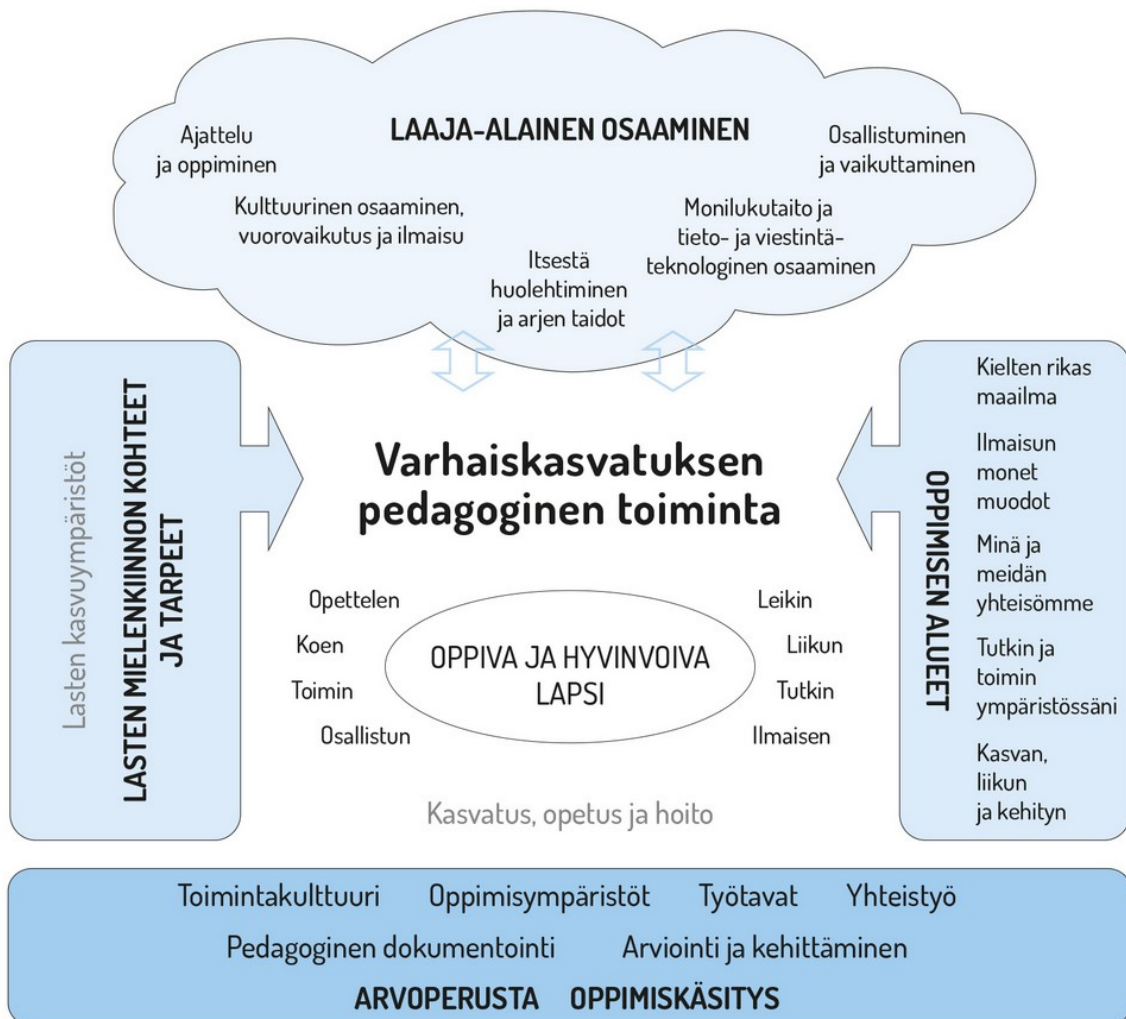 LAAJA-ALAINEN OSAAMINEN
Ajattelu
ja oppiminen
Kulttuurinen osaaminen,
vuorovaikutus ja ilmaisu
Itsestä
huolehtiminen
ja arjen taidot
Monilukutaito ja
tieto- ja viestintä-
teknologinen osaaminen
Osallistuminen
ja vaikuttaminen
Lasten kasvuympäristöt
LASTEN MIELENKIINNON KOHTEET
JA TARPEET
Varhaiskasvatuksen
pedagoginen toiminta
Opettelen
Koen
Toimin
Osallistun
OPPIVA JA HYVINVOIVA
LAPSI
Leikin
Liikun
Tutkin
Ilmaisen
Kasvatus, opetus ja hoito
OPPIMISEN ALUEET
Kielten rikas
maailma
Ilmaisun
monet
muodot
Minä ja
meidän
yhteisömme
Tutkin ja
toimin
ympäristössäni
Kasvan,
liikun
ja kehityn
Toimintakulttuuri Oppimisympäristöt Työtavat Yhteistyö
Pedagoginen dokumentointi Arviointi ja kehittäminen
ARVOPERUSTA OPPIMISKÄSITYS